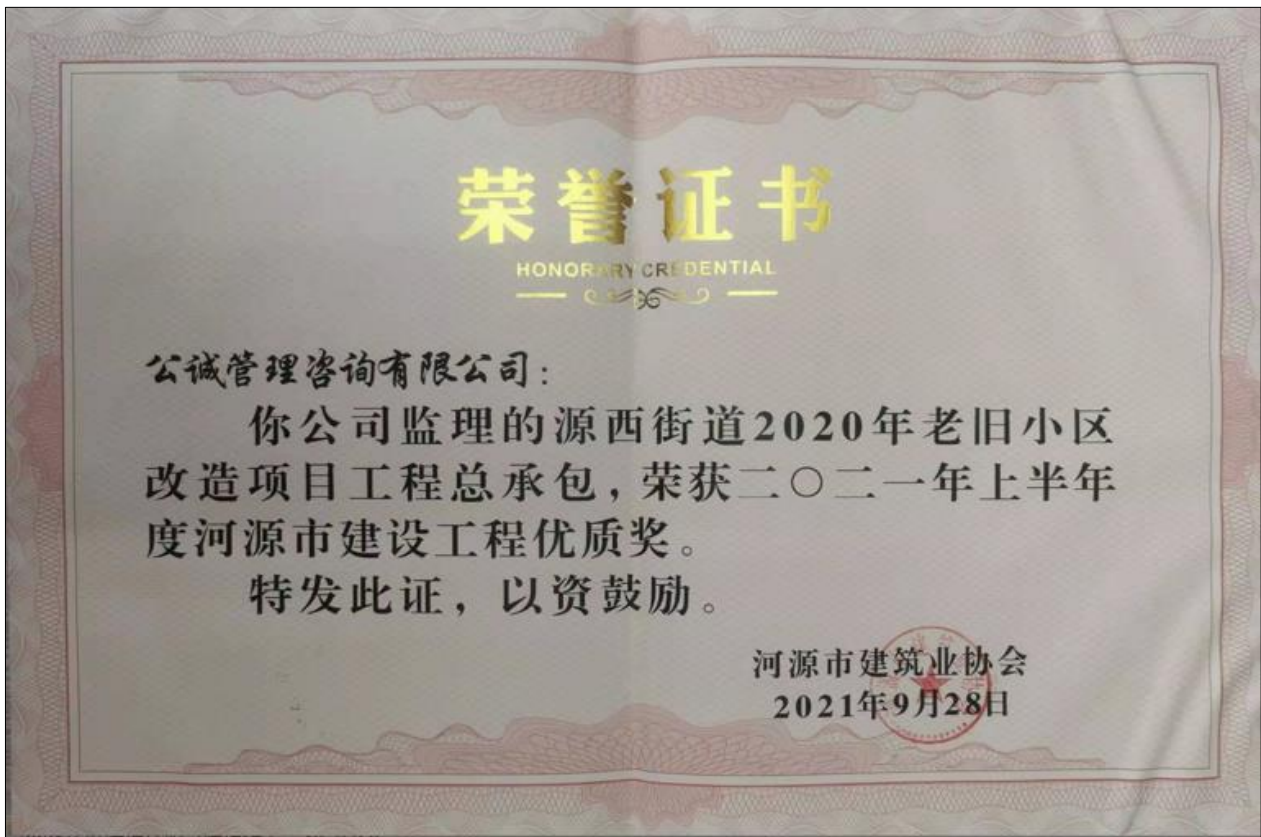 荣誉证书
HONORARY CREDENTIAL
公诚管理咨询有限公司:
你公司监理的源西街道2020年老旧小区
改造项目工程总承包,荣获二〇二一年上半年
度河源市建设工程优质奖。
特发此证,以资鼓励。
河源市建筑业协会
2021年9月28日